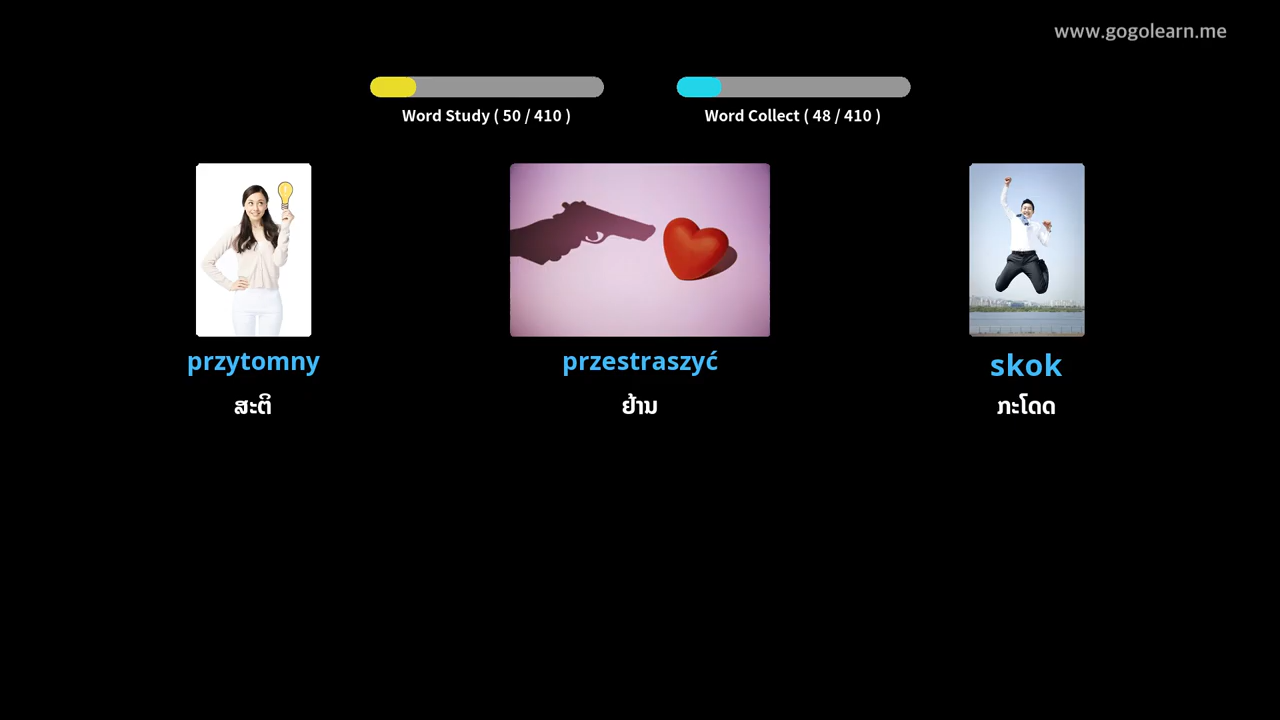 www.gogolearn.me
Word Study ( 50 / 410 )
Word Collect ( 48 / 410 )
przytomny
przestraszyć
skok
ສະຕິ
ຢ້ານ
ກະໂດດ